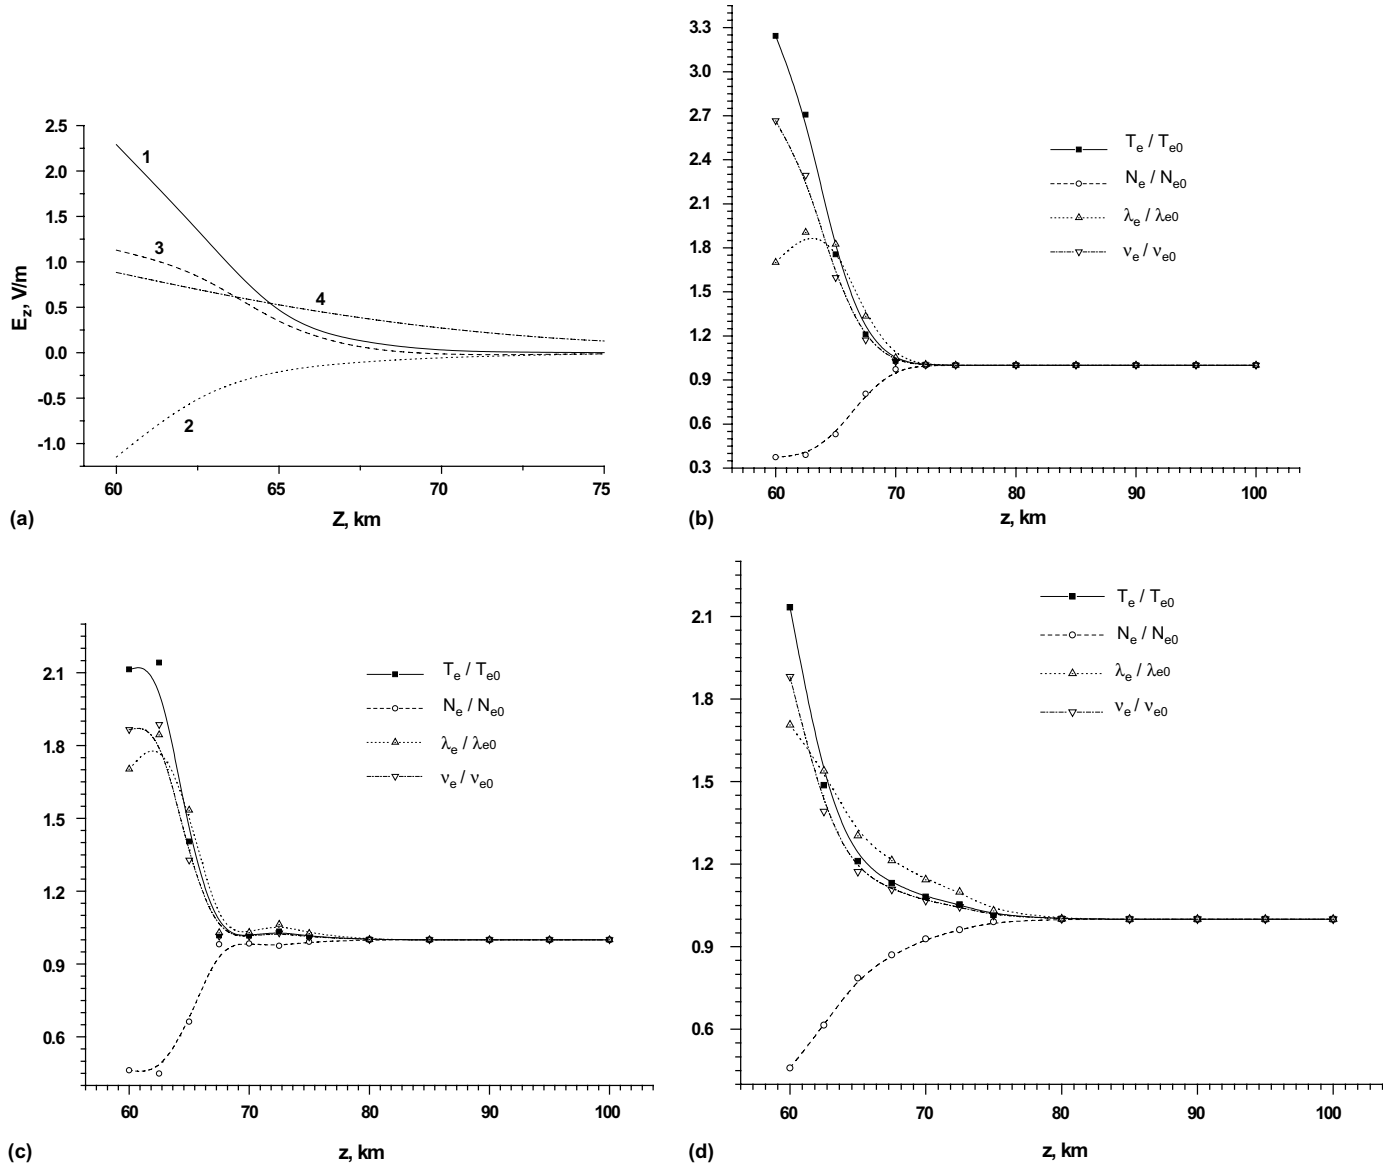 2.5
2.0
1.5
1.0
0.5
0.0
-0.5
-1.0
E_z, V/m
1
3
4
2
60
65
70
75
Z, km
(a)
3.3
3.0
2.7
2.4
2.1
1.8
1.5
1.2
0.9
0.6
0.3
T_e / T_e0
N_e / N_e0
λ_e / λ_e0
ν_e / ν_e0
60
70
80
90
100
z, km
(b)
2.1
1.8
1.5
1.2
0.9
0.6
T_e / T_e0
N_e / N_e0
λ_e / λ_e0
ν_e / ν_e0
60
70
80
90
100
z, km
(c)
2.1
1.8
1.5
1.2
0.9
0.6
T_e / T_e0
N_e / N_e0
λ_e / λ_e0
ν_e / ν_e0
60
70
80
90
100
z, km
(d)